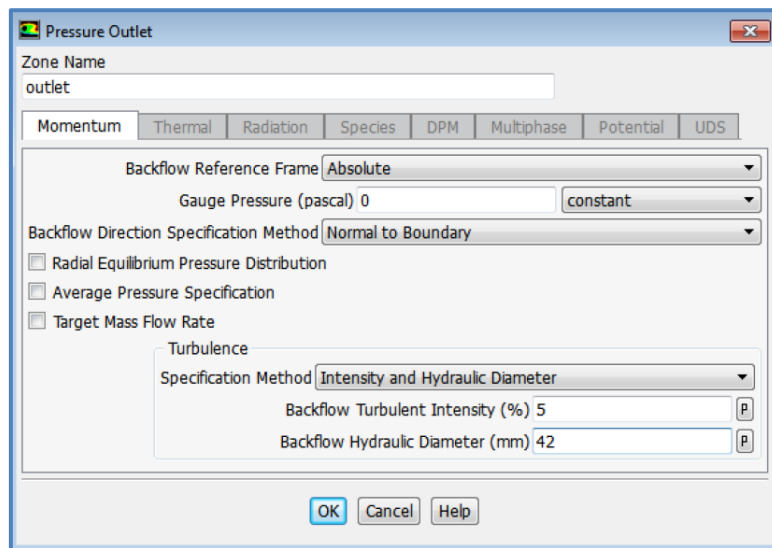 Pressure Outlet
Zone Name
outlet
Momentum Thermal Radiation Species DPM Multiphase Potential UDS
Backflow Reference Frame Absolute
Gauge Pressure (pascal) 0 constant
Backflow Direction Specification Method Normal to Boundary
Radial Equilibrium Pressure Distribution
Average Pressure Specification
Target Mass Flow Rate
Turbulence
Specification Method Intensity and Hydraulic Diameter
Backflow Turbulent Intensity (%) 5 P
Backflow Hydraulic Diameter (mm) 42 P
OK Cancel Help